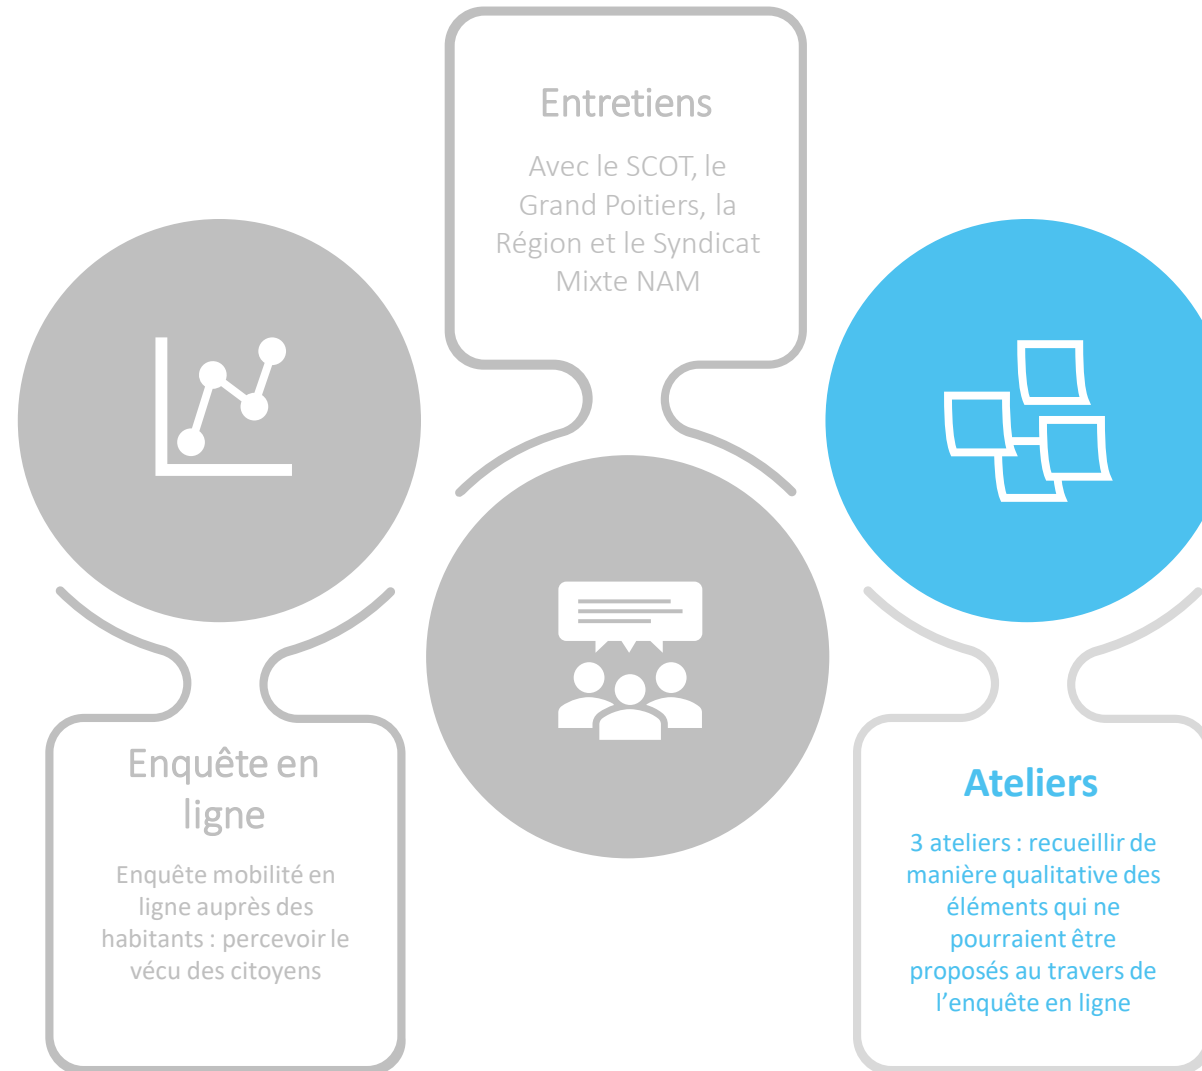 Entretiens
Avec le SCOT, le
Grand Poitiers, la
Région et le Syndicat
Mixte NAM
Enquête en
ligne
Enquête mobilité en
ligne auprès des
habitants : percevoir le
vécu des citoyens
Ateliers
3 ateliers : recueillir de
manière qualitative des
éléments qui ne
pourraient être
proposés au travers de
l’enquête en ligne